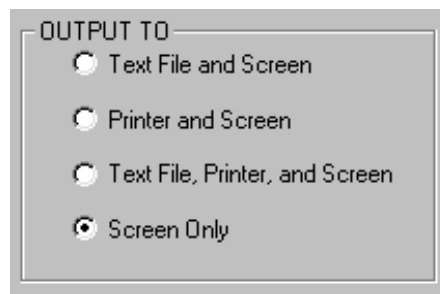 OUTPUT TO
Text File and Screen
Printer and Screen
Text File, Printer, and Screen
Screen Only